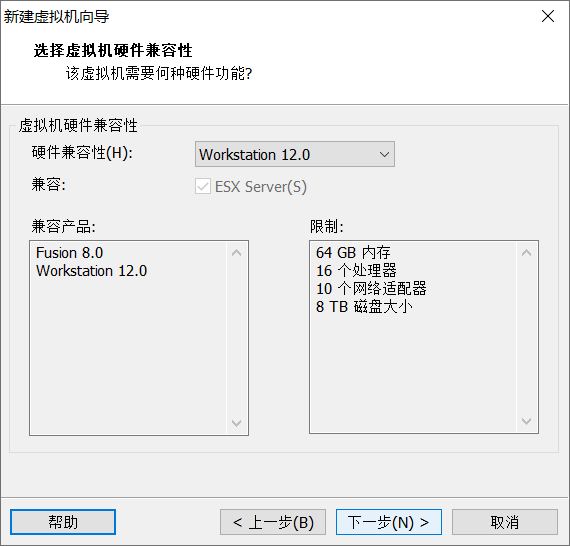 新建虚拟机向导
选择虚拟机硬件兼容性
该虚拟机需要何种硬件功能?
虚拟机硬件兼容性
硬件兼容性(H): Workstation 12.0
兼容: ESX Server(S)
兼容产品:
Fusion 8.0
Workstation 12.0
限制:
64 GB 内存
16 个处理器
10 个网络适配器
8 TB 磁盘大小
帮助 < 上一步(B) 下一步(N) > 取消